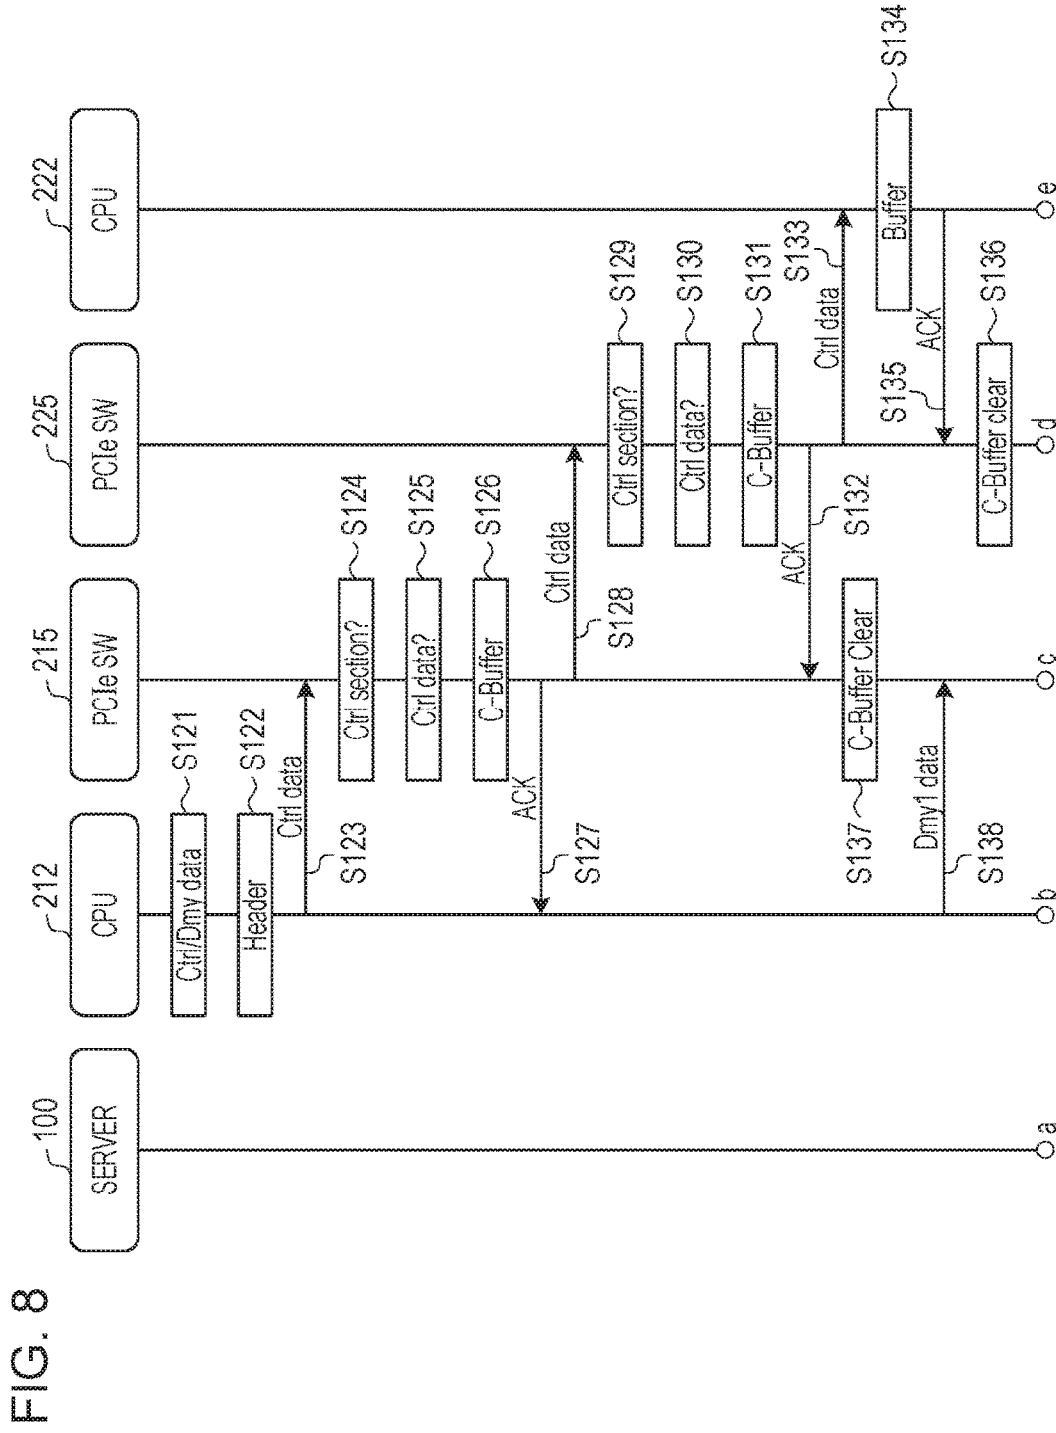 FIG. 8
100
SERVER
212
CPU
215
PCIe SW
225
PCIe SW
222
CPU
Ctrl/Dmy data
S121
Header
S122
Ctrl data
S123
Ctrl section?
S124
Ctrl data?
S125
C-Buffer
S126
ACK
S127
Ctrl data
S128
Ctrl section?
S129
Ctrl data?
S130
C-Buffer
S131
ACK
S132
Ctrl data
S133
C-Buffer Clear
S137
Buffer
S134
ACK
S135
Dmy1 data
S138
C-Buffer clear
S136
a
b
c
d
e